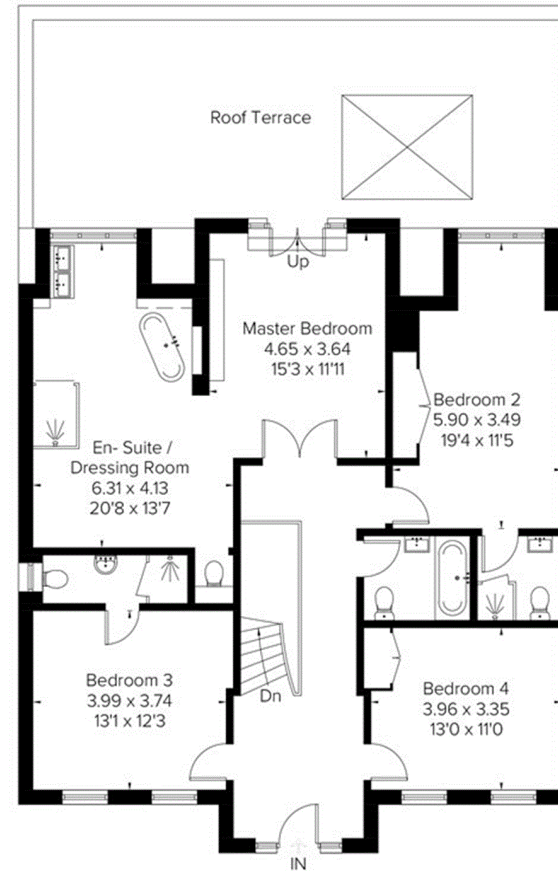 Roof Terrace
Up
Master Bedroom
4.65 x 3.64
15'3 x 11'11
Bedroom 2
5.90 x 3.49
19'4 x 11'5
En- Suite /
Dressing Room
6.31 x 4.13
20'8 x 13'7
Dn
Bedroom 3
3.99 x 3.74
13'1 x 12'3
Bedroom 4
3.96 x 3.35
13'0 x 11'0
IN